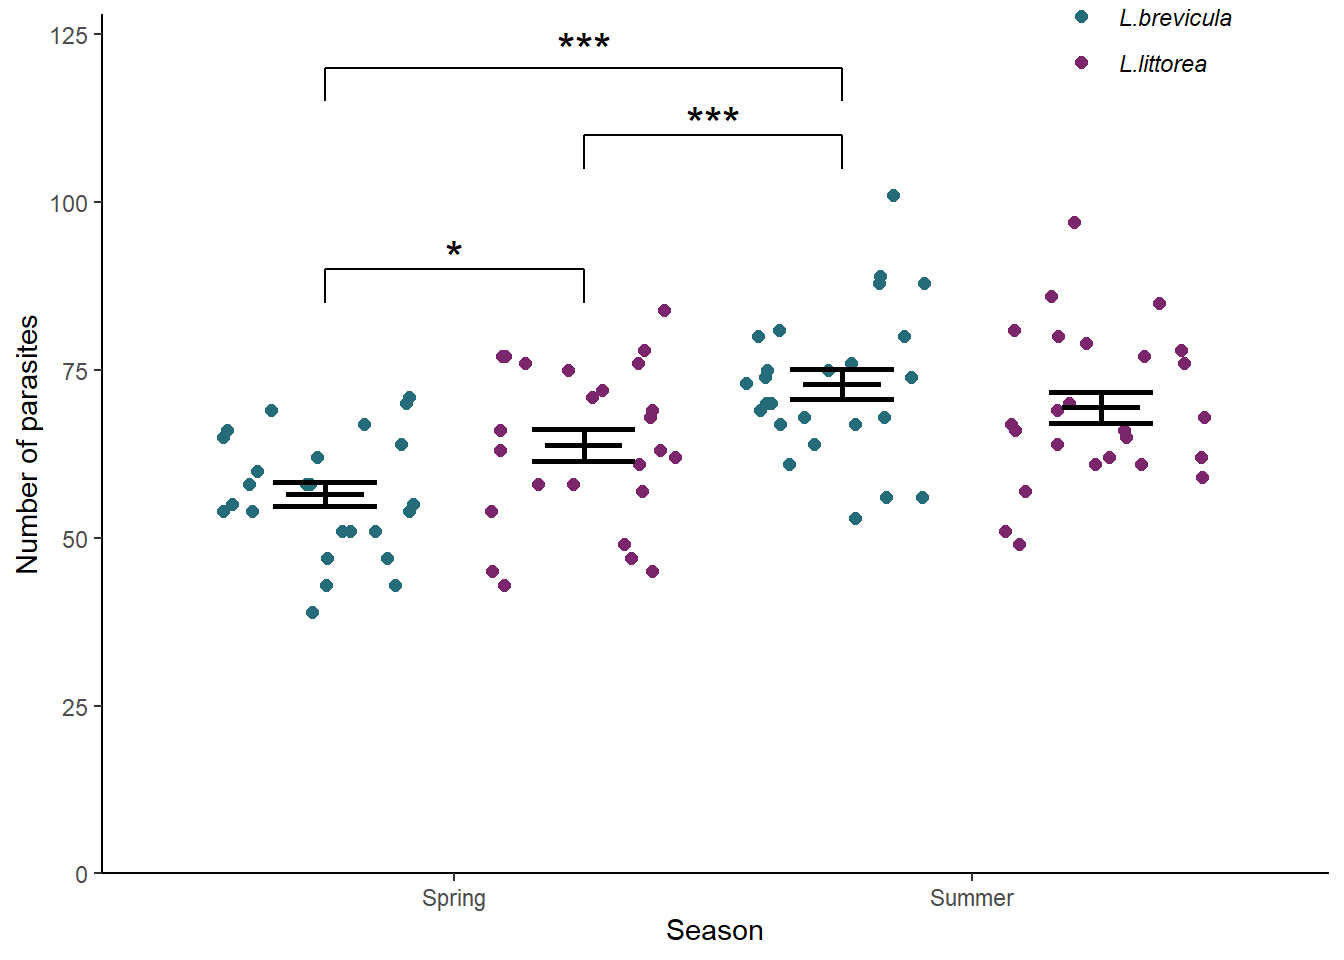 L.brevicula
L.littorea
125
***
***
100
*
75
50
25
0
Number of parasites
Spring
Summer
Season